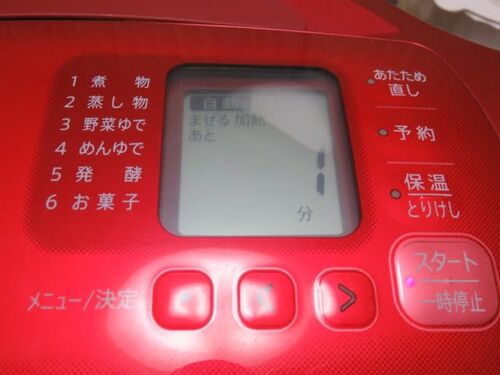 1 煮物
2 蒸し物
3 野菜ゆで
4 めんゆで
5 発酵
6 お菓子
自動
まぜる 加熱
あと
1
分
あたため
直し
予約
保温
とりけし
メニュー/決定
<
∨
>
スタート
一時停止